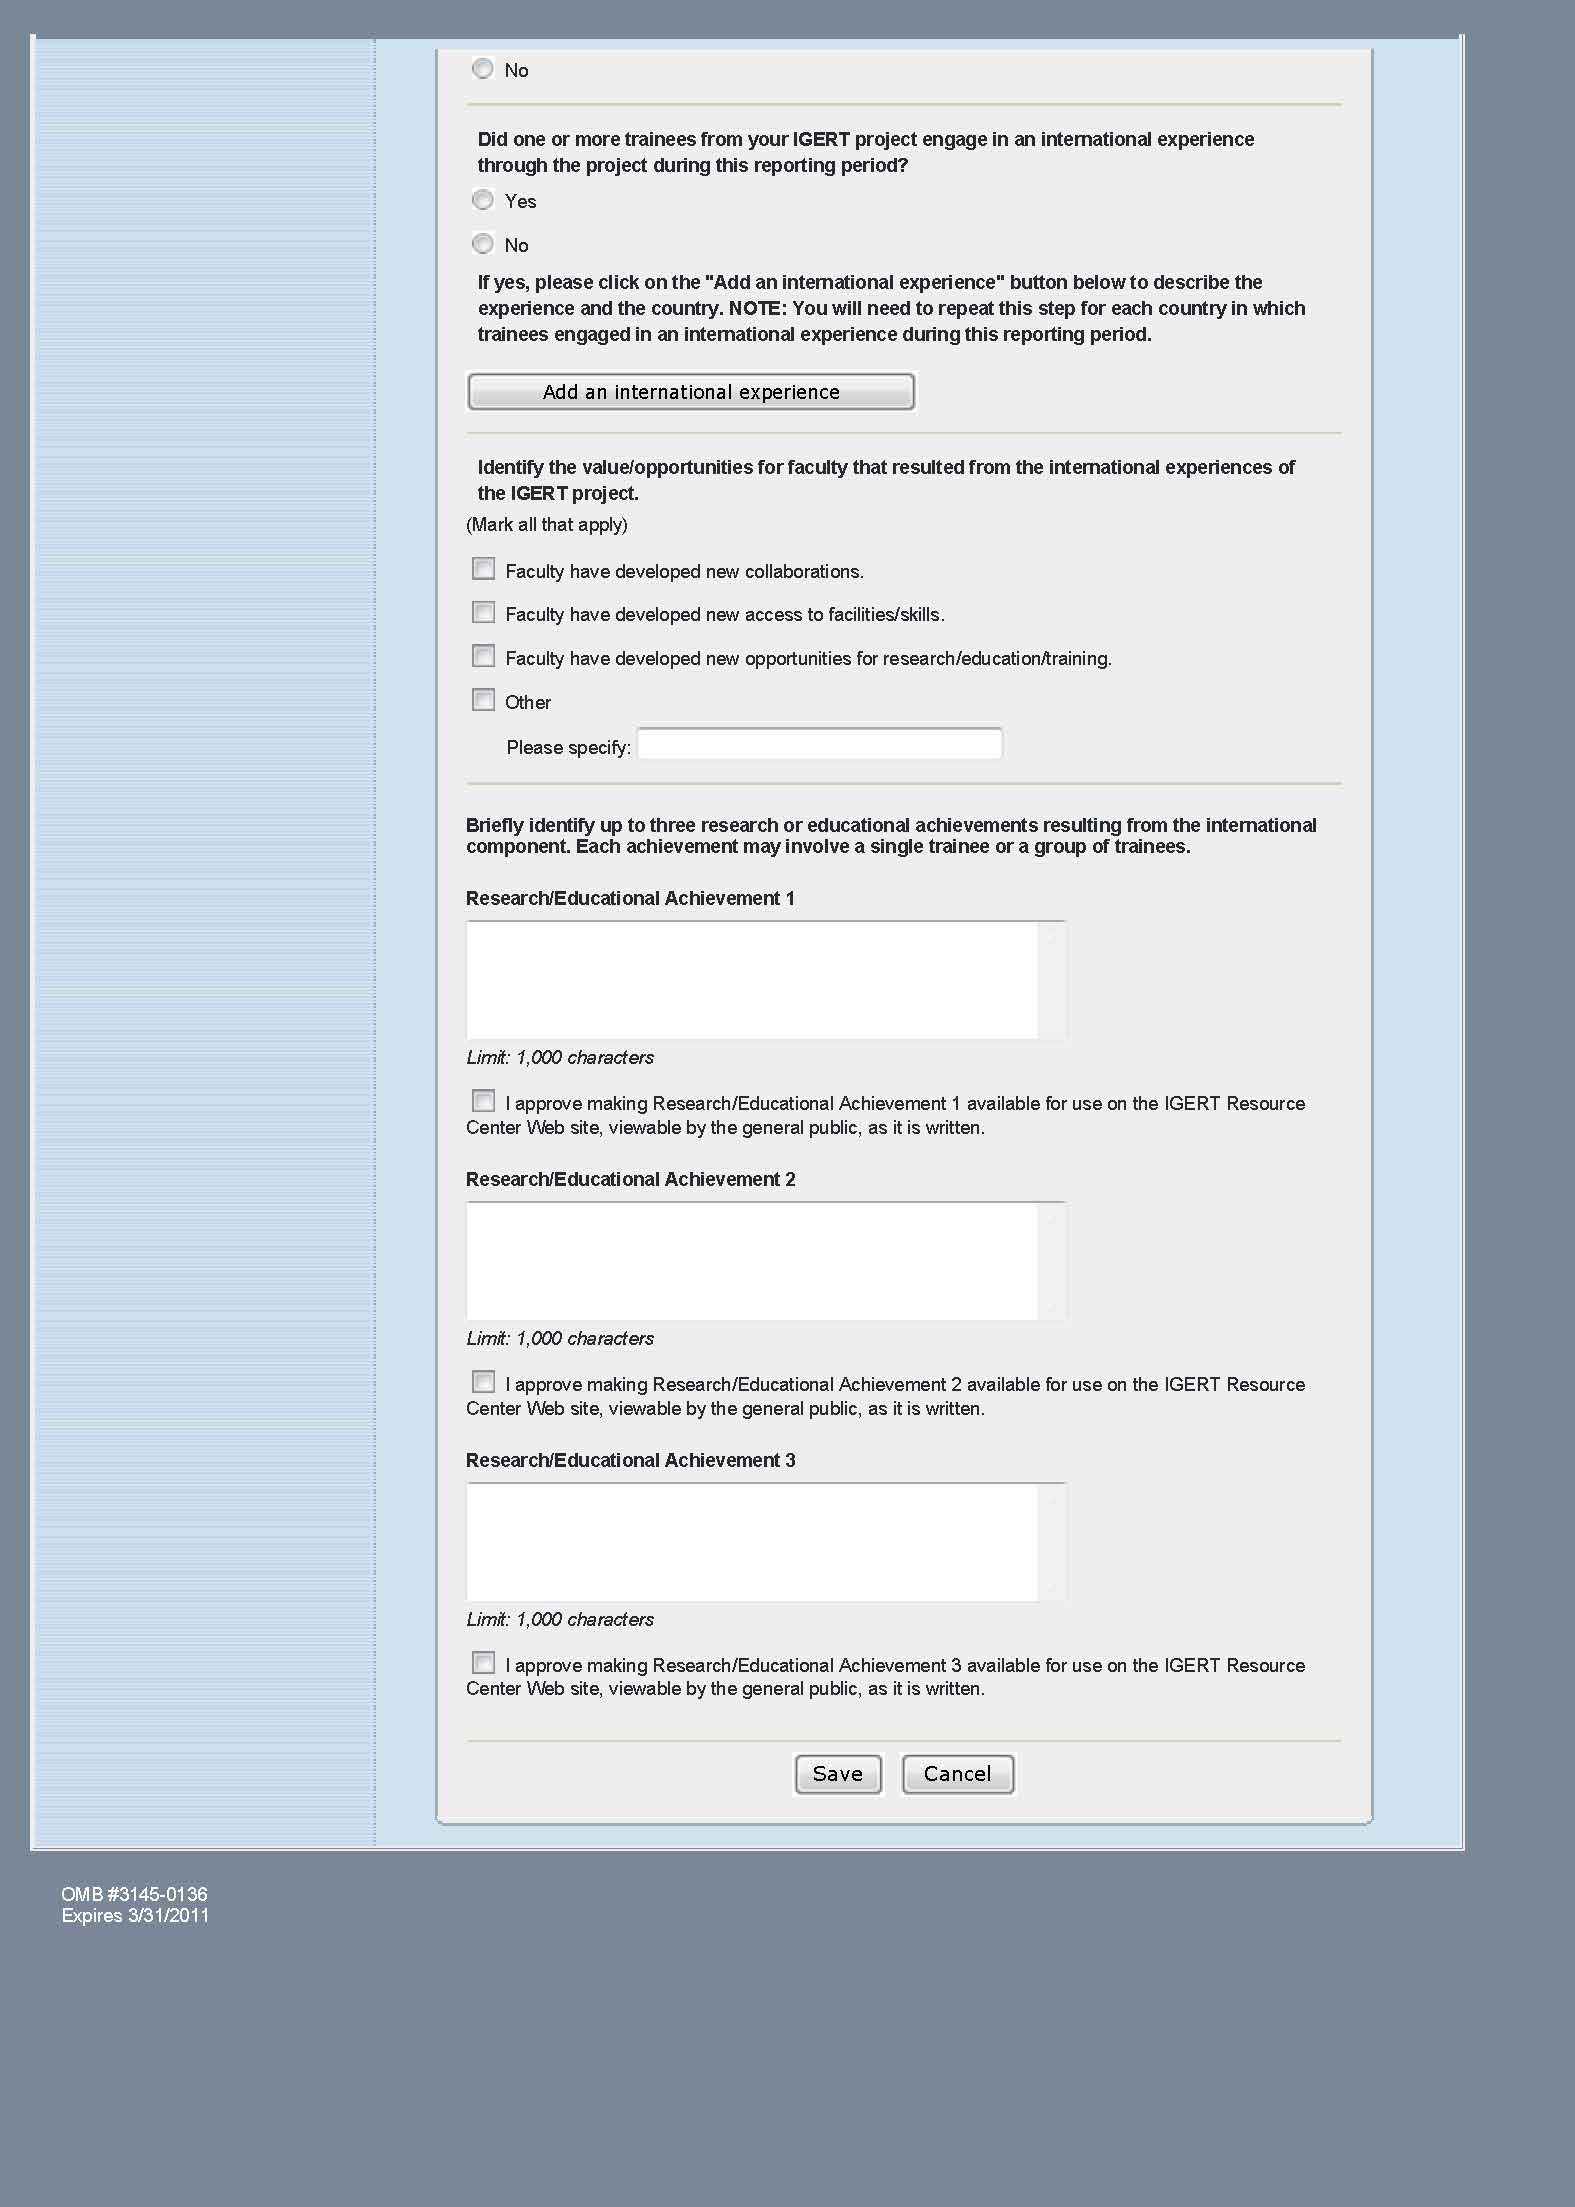 No
Did one or more trainees from your IGERT project engage in an international experience
through the project during this reporting period?
Yes
No
If yes, please click on the "Add an international experience" button below to describe the
experience and the country. NOTE: You will need to repeat this step for each country in which
trainees engaged in an international experience during this reporting period.
Add an international experience
Identify the value/opportunities for faculty that resulted from the international experiences of
the IGERT project.
(Mark all that apply)
Faculty have developed new collaborations.
Faculty have developed new access to facilities/skills.
Faculty have developed new opportunities for research/education/training.
Other
Please specify:
Briefly identify up to three research or educational achievements resulting from the international
component. Each achievement may involve a single trainee or a group of trainees.
Research/Educational Achievement 1
Limit: 1,000 characters
I approve making Research/Educational Achievement 1 available for use on the IGERT Resource
Center Web site, viewable by the general public, as it is written.
Research/Educational Achievement 2
Limit: 1,000 characters
I approve making Research/Educational Achievement 2 available for use on the IGERT Resource
Center Web site, viewable by the general public, as it is written.
Research/Educational Achievement 3
Limit: 1,000 characters
I approve making Research/Educational Achievement 3 available for use on the IGERT Resource
Center Web site, viewable by the general public, as it is written.
Save Cancel
OMB #3145-0136
Expires 3/31/2011